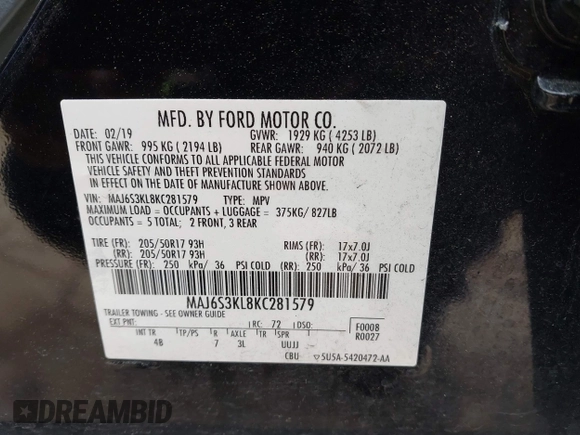 MFD. BY FORD MOTOR CO.
DATE: 02/19 GVWR: 1929 KG ( 4253 LB)
FRONT GAWR: 995 KG ( 2194 LB) REAR GAWR: 940 KG ( 2072 LB)
THIS VEHICLE CONFORMS TO ALL APPLICABLE FEDERAL MOTOR
VEHICLE SAFETY AND THEFT PREVENTION STANDARDS
IN EFFECT ON THE DATE OF MANUFACTURE SHOWN ABOVE.
VIN: MAJ6S3KL8KC281579 TYPE: MPV
MAXIMUM LOAD = OCCUPANTS + LUGGAGE = 375KG/ 827LB
OCCUPANTS = 5 TOTAL; 2 FRONT, 3 REAR
TIRE (FR): 205/50R17 93H RIMS (FR): 17x7.0J
(RR): 205/50R17 93H (RR): 17x7.0J
PRESSURE (FR): 250 kPa/ 36 PSI COLD (RR): 250 kPa/ 36 PSI COLD
MAJ6S3KL8KC281579
TRAILER TOWING - SEE OWNER GUIDE
EXT PNT: RC: 72 DSO: F0008
INT TR TP/PS R AXLE TR SPR R0027
4B 7 3L UUJJ
CBU 5U5A-5420472-AA
DREAMBID